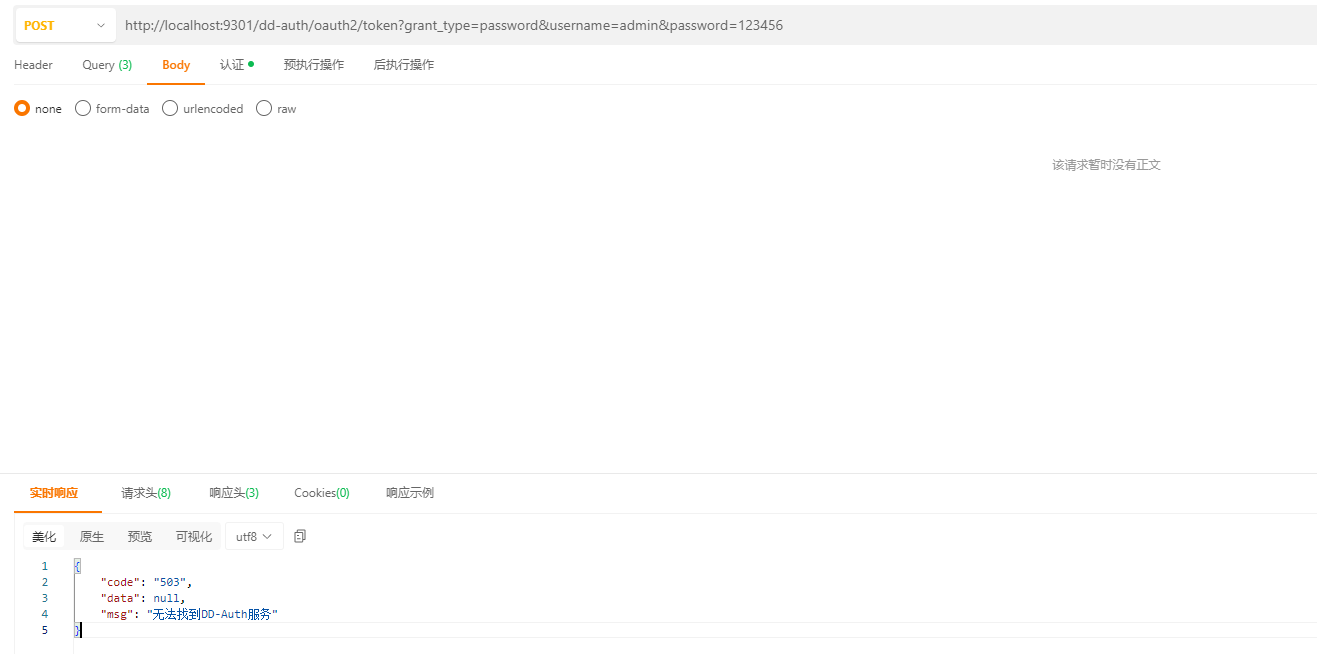 POST http://localhost:9301/dd-auth/oauth2/token?grant_type=password&username=admin&password=123456
Header Query (3) Body 认证 预执行操作 后执行操作
none form-data urlencoded raw
该请求暂时没有正文
实时响应 请求头(8) 响应头(3) Cookies(0) 响应示例
美化 原生 预览 可视化 utf8
1 {
2 "code": "503",
3 "data": null,
4 "msg": "无法找到DD-Auth服务"
5 }